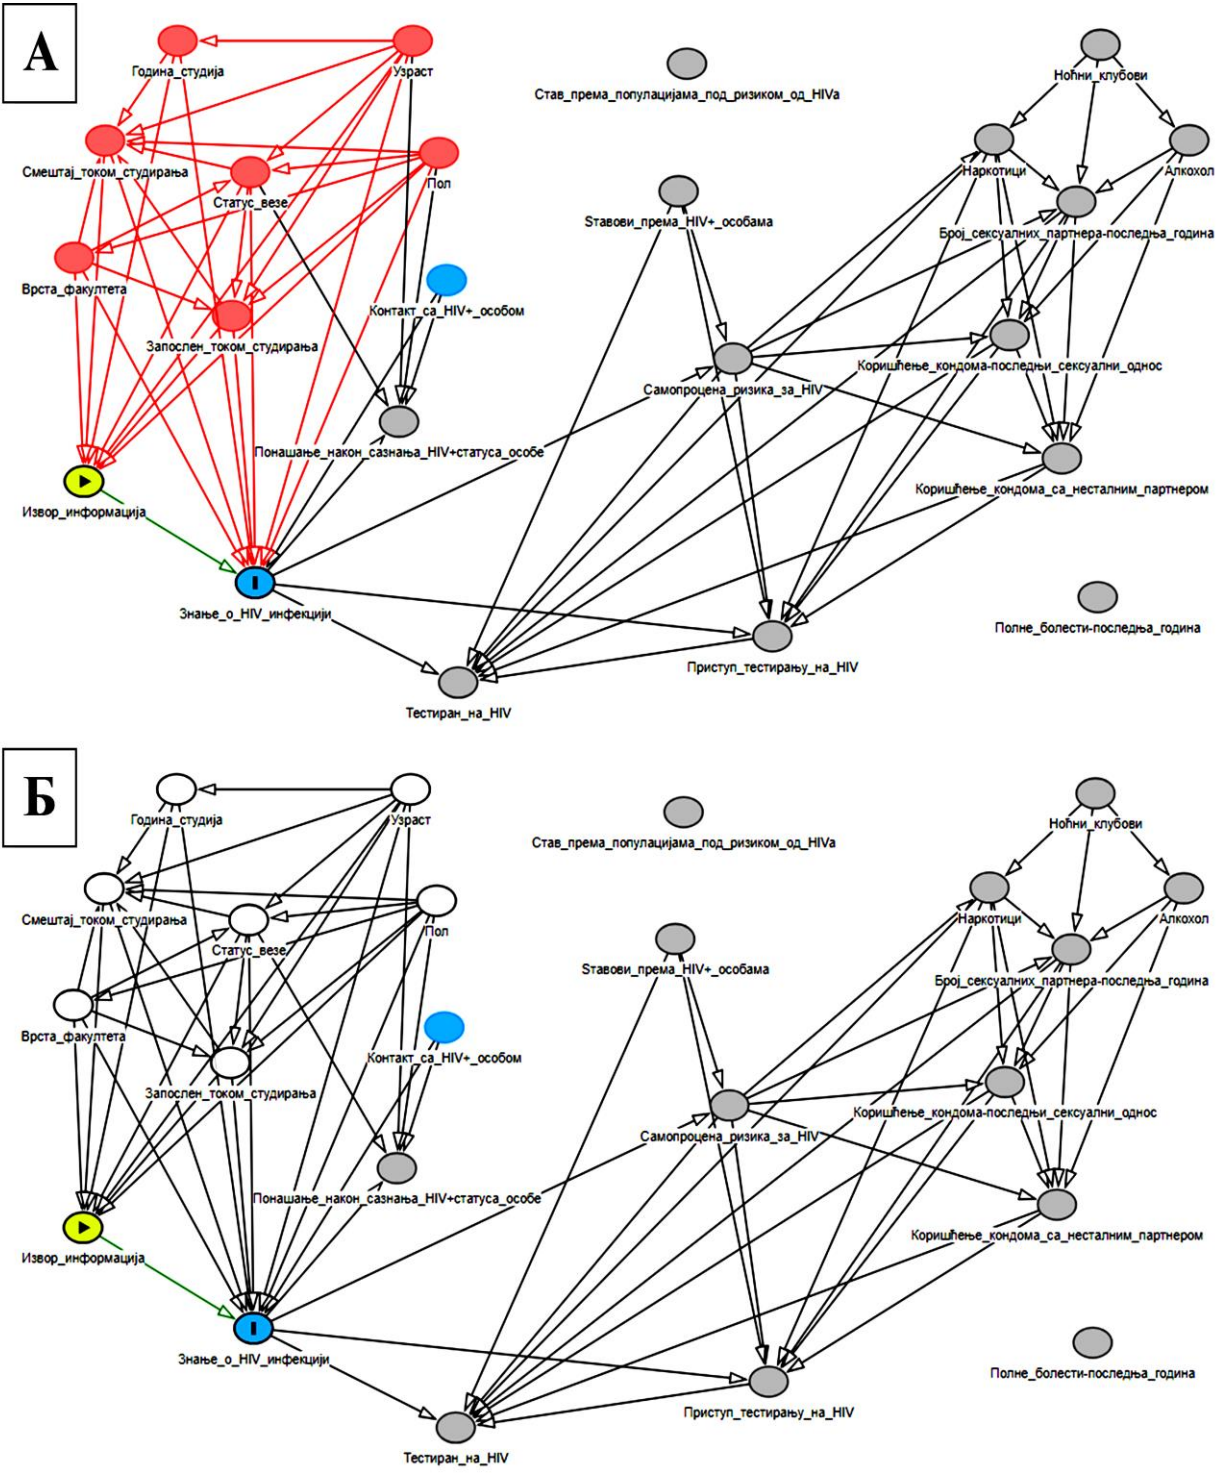 А
Година_студија
Узраст
Став_према_популацијама_под_ризиком_од_HIVа
Ноћни_клубови
Смештај_током_студирања
Статус_везе
Пол
Ставови_према_HIV+_особама
Наркотици
Алкохол
Број_сексуалних_партнера-последња_година
Врста_факултета
Контакт_са_HIV+_особом
Запослен_током_студирања
Самопроцена_ризика_за_HIV
Коришћење_кондома-последњи_сексуални_однос
Понашање_након_сазнања_HIV+статуса_особе
Извор_информација
Коришћење_кондома_са_несталним_партнером
Знање_о_HIV_инфекцији
Приступ_тестирању_на_HIV
Полне_болести-последња_година
Тестиран_на_HIV
Б
Година_студија
Узраст
Став_према_популацијама_под_ризиком_од_HIVа
Ноћни_клубови
Смештај_током_студирања
Статус_везе
Пол
Ставови_према_HIV+_особама
Наркотици
Алкохол
Број_сексуалних_партнера-последња_година
Врста_факултета
Контакт_са_HIV+_особом
Запослен_током_студирања
Самопроцена_ризика_за_HIV
Коришћење_кондома-последњи_сексуални_однос
Понашање_након_сазнања_HIV+статуса_особе
Извор_информација
Коришћење_кондома_са_несталним_партнером
Знање_о_HIV_инфекцији
Приступ_тестирању_на_HIV
Полне_болести-последња_година
Тестиран_на_HIV